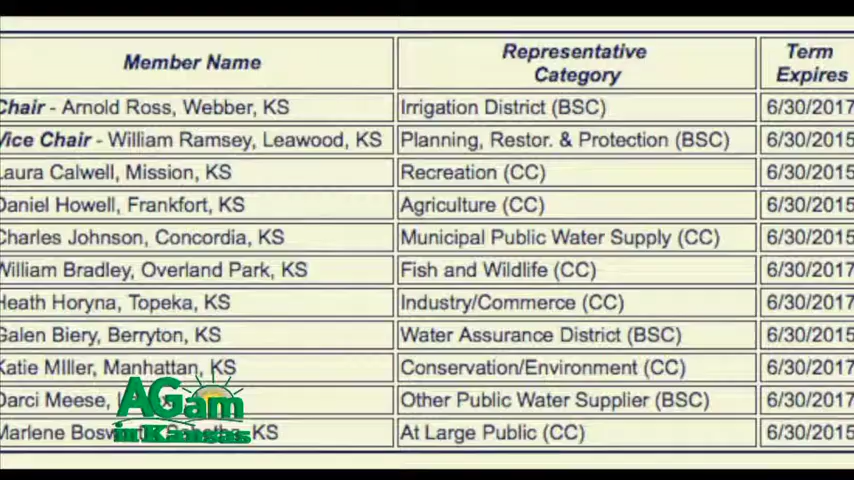 Member Name Representative Term
Category Expires
Chair - Arnold Ross, Webber, KS Irrigation District (BSC) 6/30/2017
Vice Chair - William Ramsey, Leawood, KS Planning, Restor. & Protection (BSC) 6/30/2015
Laura Calwell, Mission, KS Recreation (CC) 6/30/2015
Daniel Howell, Frankfort, KS Agriculture (CC) 6/30/2015
Charles Johnson, Concordia, KS Municipal Public Water Supply (CC) 6/30/2015
William Bradley, Overland Park, KS Fish and Wildlife (CC) 6/30/2017
Heath Horyna, Topeka, KS Industry/Commerce (CC) 6/30/2017
Galen Biery, Berryton, KS Water Assurance District (BSC) 6/30/2015
Katie MIller, Manhattan, KS Conservation/Environment (CC) 6/30/2017
Darci Meese, Other Public Water Supplier (BSC) 6/30/2017
Marlene KS At Large Public (CC) 6/30/2015
AGam
in Kansas